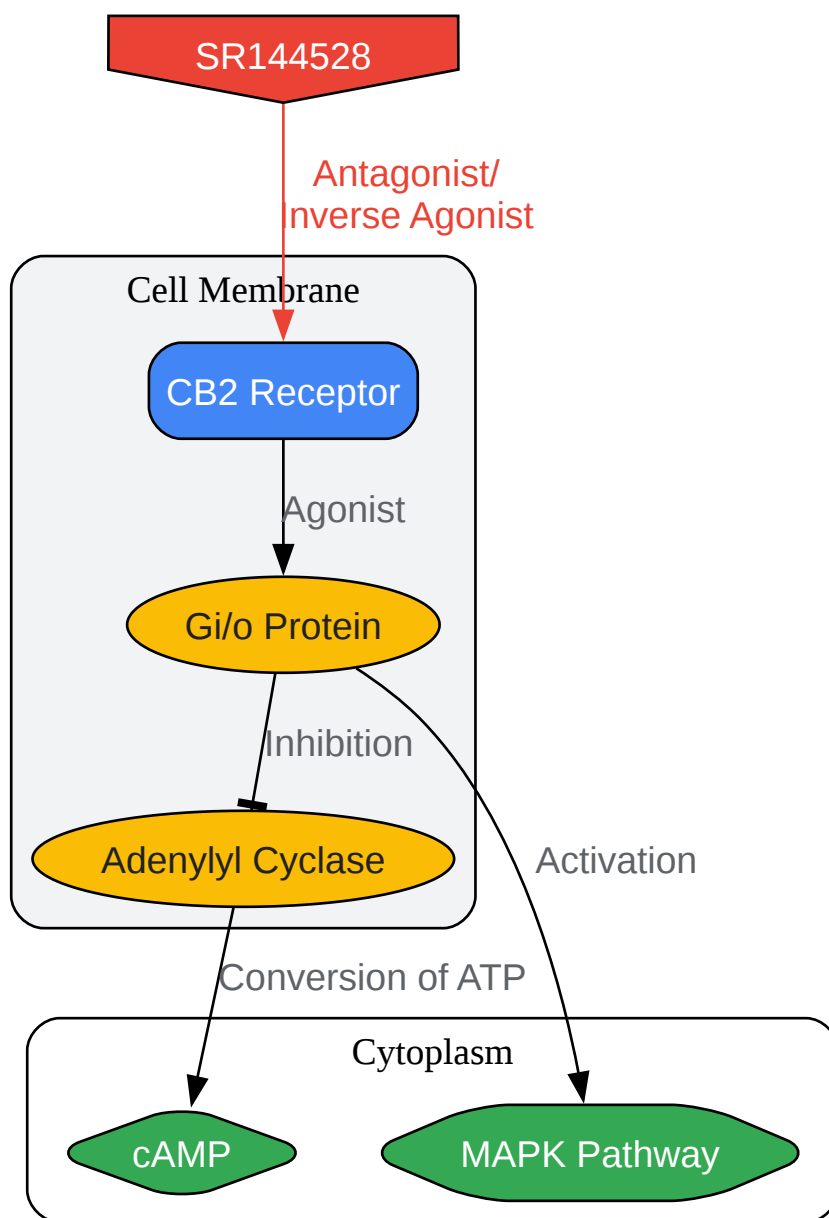 SR144528
Antagonist/
Inverse Agonist
Cell Membrane
CB2 Receptor
Agonist
Gi/o Protein
Inhibition
Adenylyl Cyclase
Activation
Conversion of ATP
Cytoplasm
cAMP
MAPK Pathway